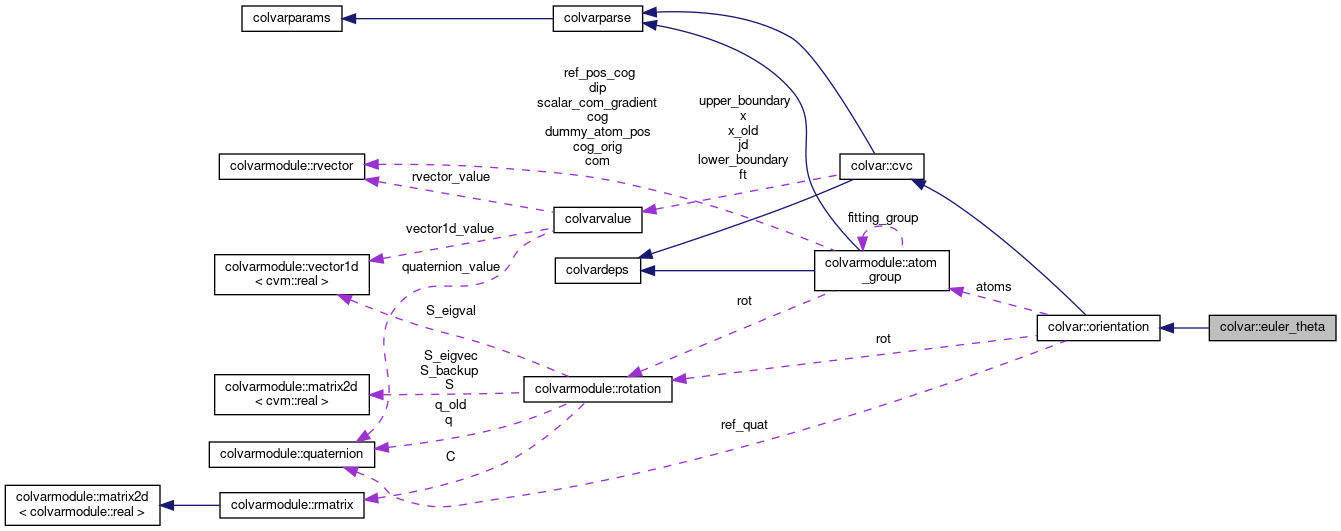 colvarparams
colvarparse
ref_pos_cog
dip
scalar_com_gradient
cog
dummy_atom_pos
cog_orig
com
upper_boundary
x
x_old
jd
lower_boundary
ft
colvarmodule::rvector
rvector_value
colvar::cvc
colvarvalue
fitting_group
vector1d_value
colvarmodule::vector1d
< cvm::real >
quaternion_value
colvardeps
colvarmodule::atom
_group
atoms
S_eigval
rot
colvar::orientation
colvar::euler_theta
rot
S_eigvec
S_backup
S
colvarmodule::matrix2d
< cvm::real >
colvarmodule::rotation
q_old
q
ref_quat
colvarmodule::quaternion
C
colvarmodule::matrix2d
< colvarmodule::real >
colvarmodule::rmatrix